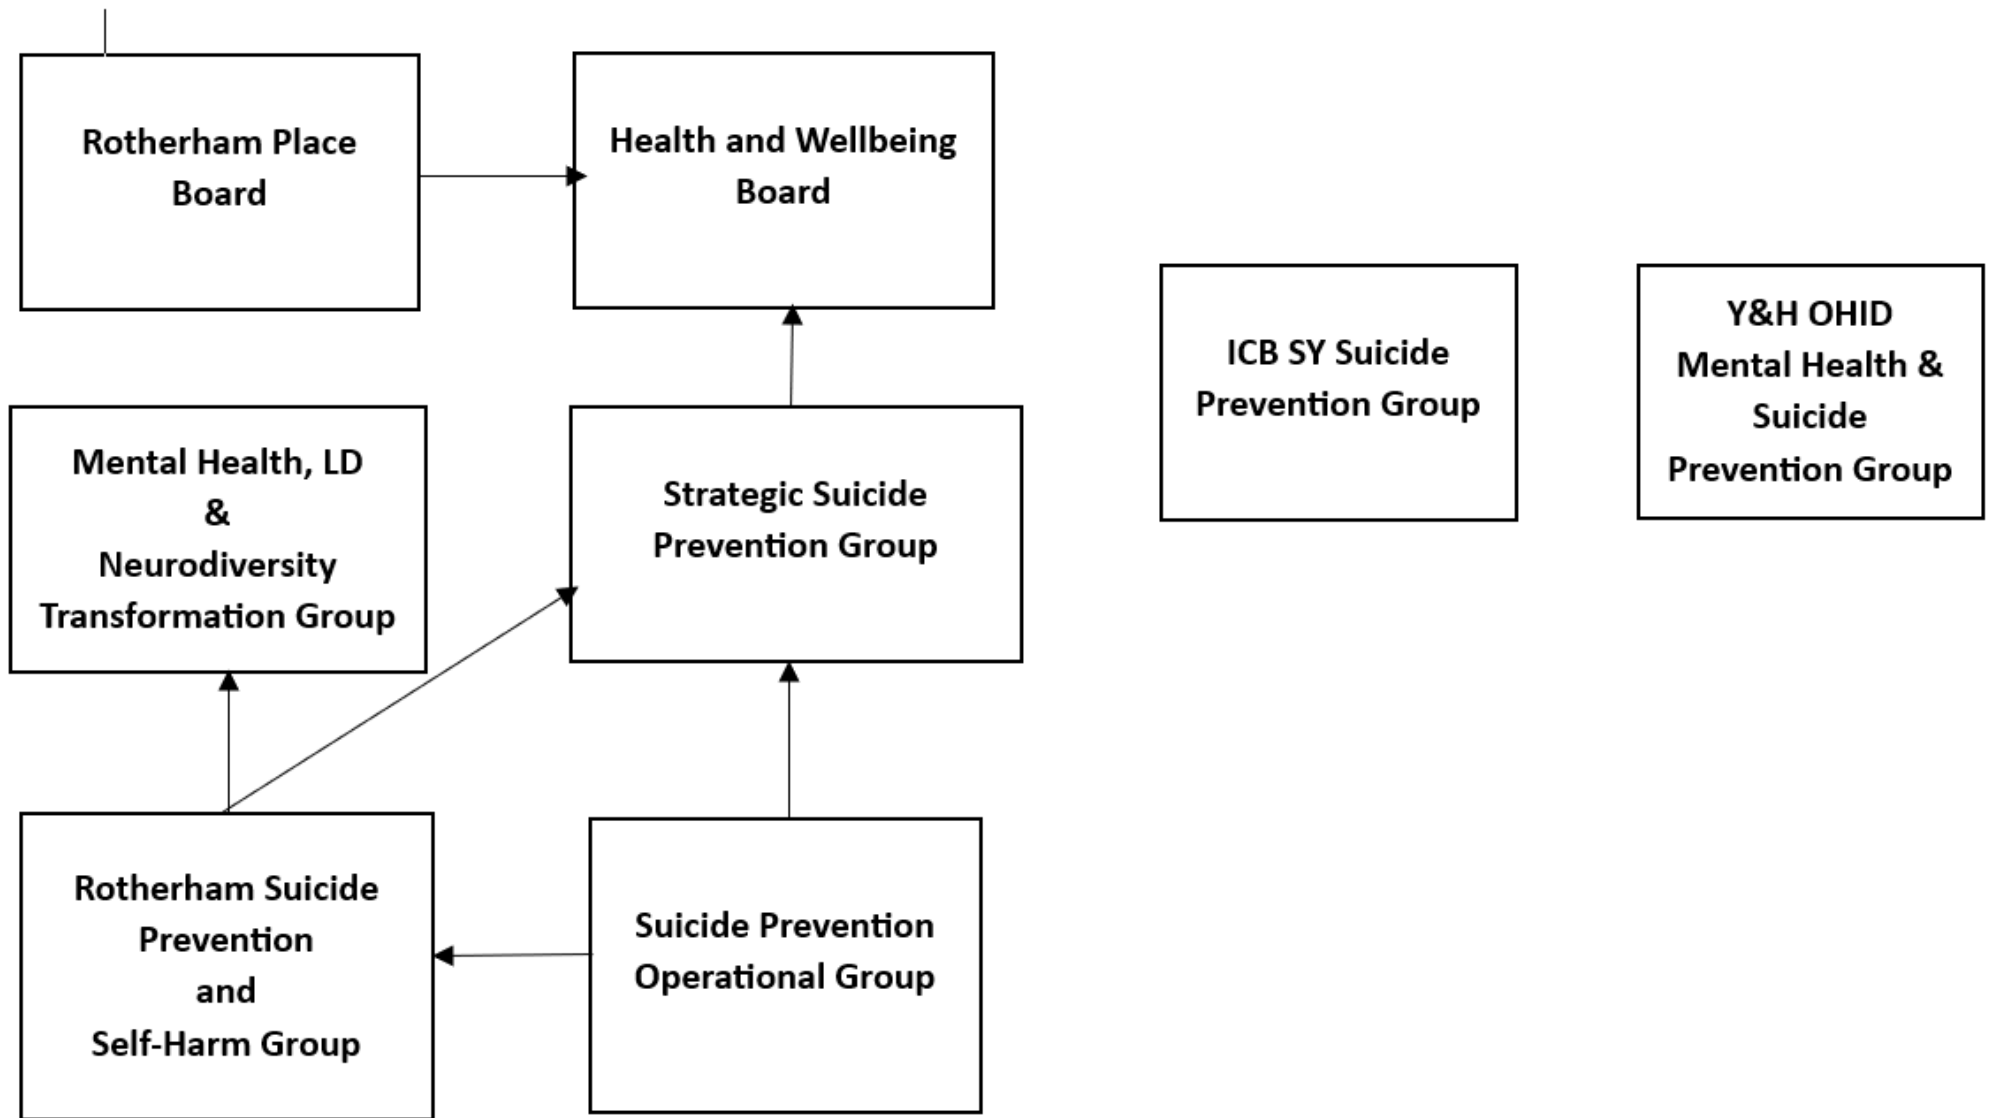 Rotherham Place
Board
Health and Wellbeing
Board
ICB SY Suicide
Prevention Group
Y&H OHID
Mental Health &
Suicide
Prevention Group
Mental Health, LD
&
Neurodiversity
Transformation Group
Strategic Suicide
Prevention Group
Rotherham Suicide
Prevention
and
Self-Harm Group
Suicide Prevention
Operational Group